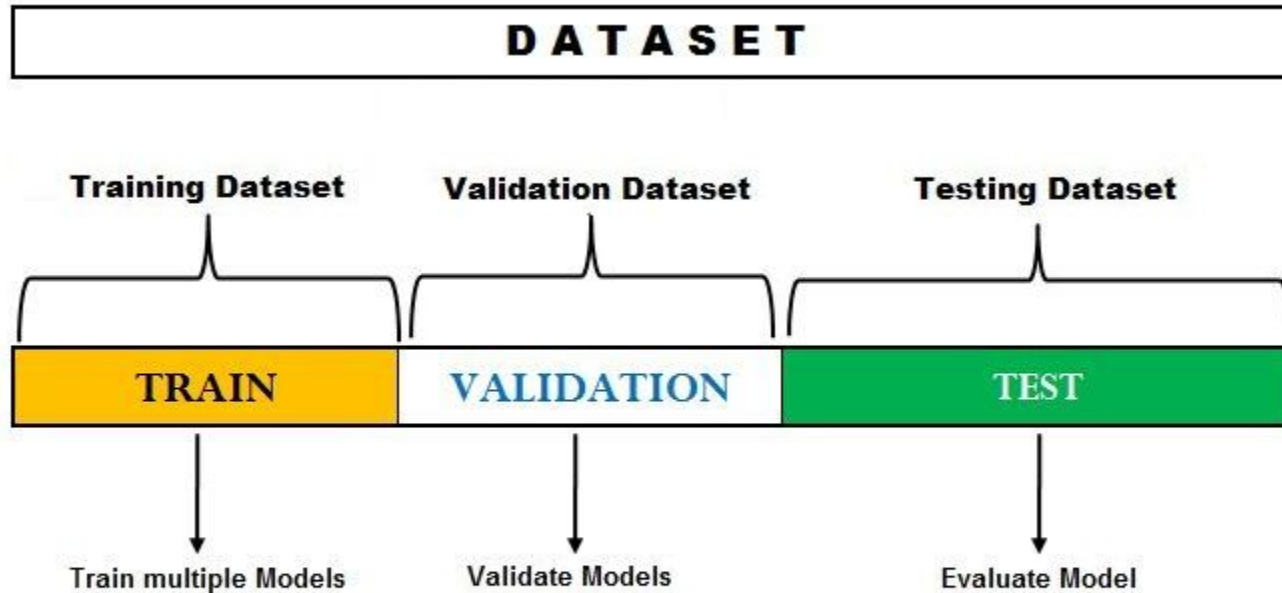 DATASET
Training Dataset
Validation Dataset
Testing Dataset
TRAIN
VALIDATION
TEST
Train multiple Models
Validate Models
Evaluate Model